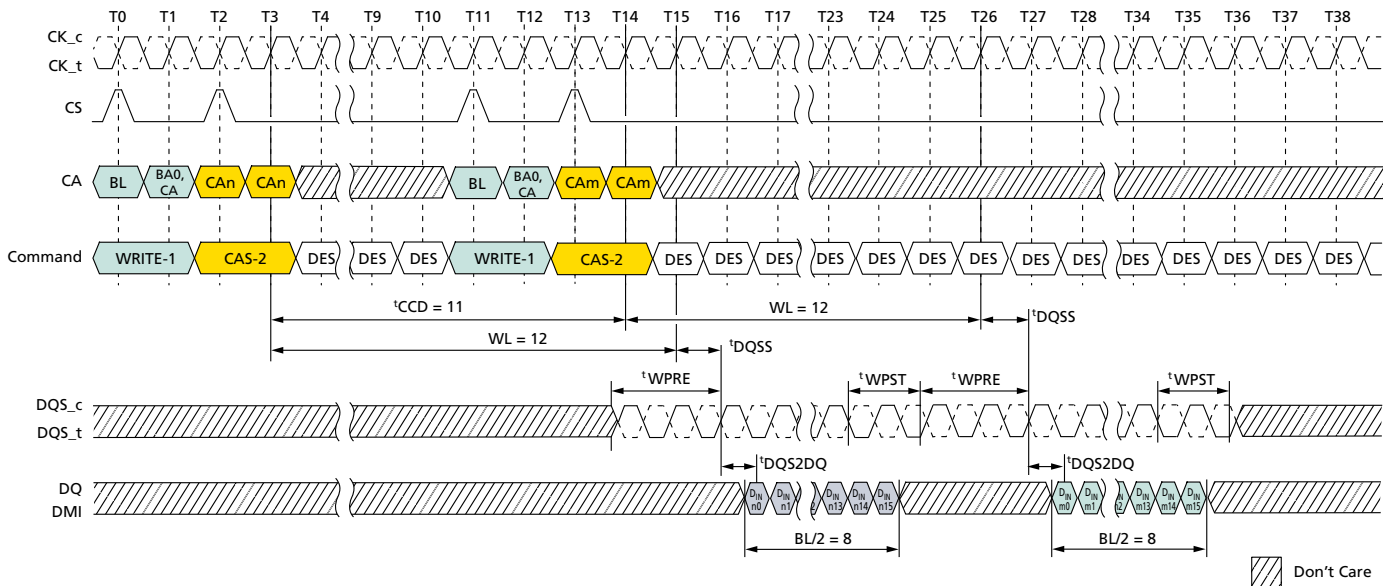 T0 T1 T2 T3 T4 T9 T10 T11 T12 T13 T14 T15 T16 T17 T23 T24 T25 T26 T27 T28 T34 T35 T36 T37 T38
CK_c
CK_t
CS
CA BL BA0, CA CAn CAn BL BA0, CA CAm CAm
Command WRITE-1 CAS-2 DES DES DES WRITE-1 CAS-2 DES DES DES DES DES DES DES DES DES DES DES DES DES DES
tCCD = 11 WL = 12 tDQSS
WL = 12 tDQSS
tWPRE tWPST tWPRE tWPST
DQS_c
DQS_t
tDQS2DQ tDQS2DQ
DQ
DMI
DIN n0 DIN n1 DIN n13 DIN n14 DIN n15 DIN m0 DIN m1 DIN m13 DIN m14 DIN m15
BL/2 = 8 BL/2 = 8
Don't Care